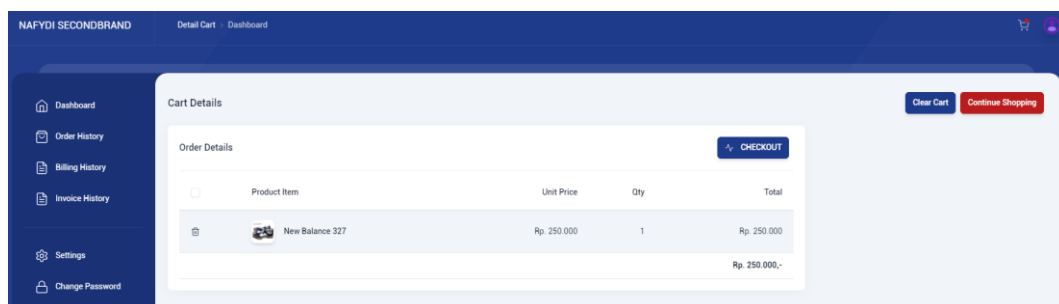 NAFYDI SECONDBRAND
Detail Cart › Dashboard
Dashboard
Order History
Billing History
Invoice History
Settings
Change Password
Cart Details
Clear Cart
Continue Shopping
Order Details
CHECKOUT
Product Item Unit Price Qty Total
New Balance 327 Rp. 250.000 1 Rp. 250.000
Rp. 250.000,-